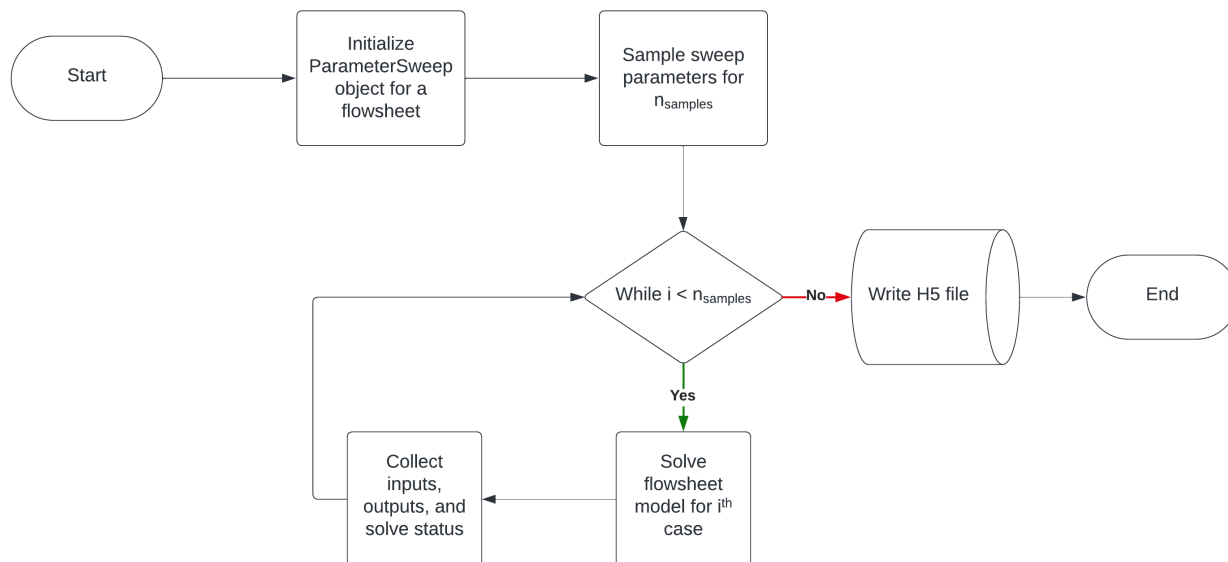 Start
Initialize
ParameterSweep
object for a
flowsheet
Sample sweep
parameters for
nsamples
While i < nsamples
No
Write H5 file
End
Yes
Collect
inputs,
outputs, and
solve status
Solve
flowsheet
model for ith
case